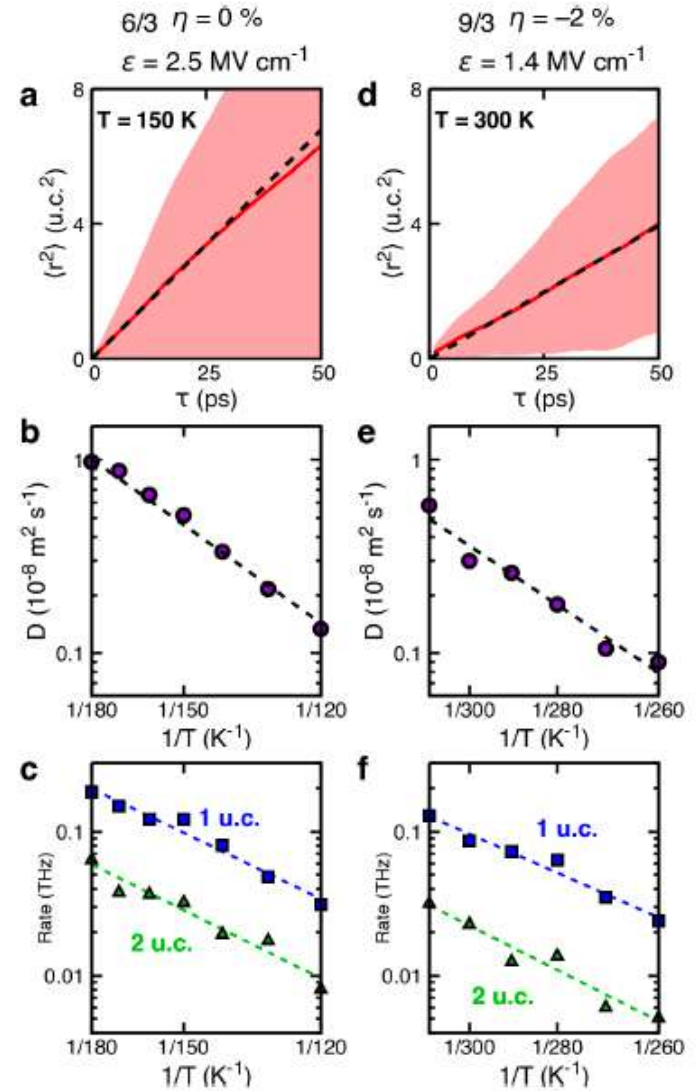 6/3 η = 0 %
ε = 2.5 MV cm⁻¹
9/3 η = −2 %
ε = 1.4 MV cm⁻¹
a
T = 150 K
⟨r²⟩ (u.c.²)
8
4
0
0 25 50
τ (ps)
d
T = 300 K
⟨r²⟩ (u.c.²)
8
4
0
0 25 50
τ (ps)
b
D (10⁻⁸ m² s⁻¹)
1
0.1
1/180 1/150 1/120
1/T (K⁻¹)
e
D (10⁻⁸ m² s⁻¹)
1
0.1
1/300 1/280 1/260
1/T (K⁻¹)
c
Rate (THz)
0.1
0.01
1 u.c.
2 u.c.
1/180 1/150 1/120
1/T (K⁻¹)
f
Rate (THz)
0.1
0.01
1 u.c.
2 u.c.
1/300 1/280 1/260
1/T (K⁻¹)